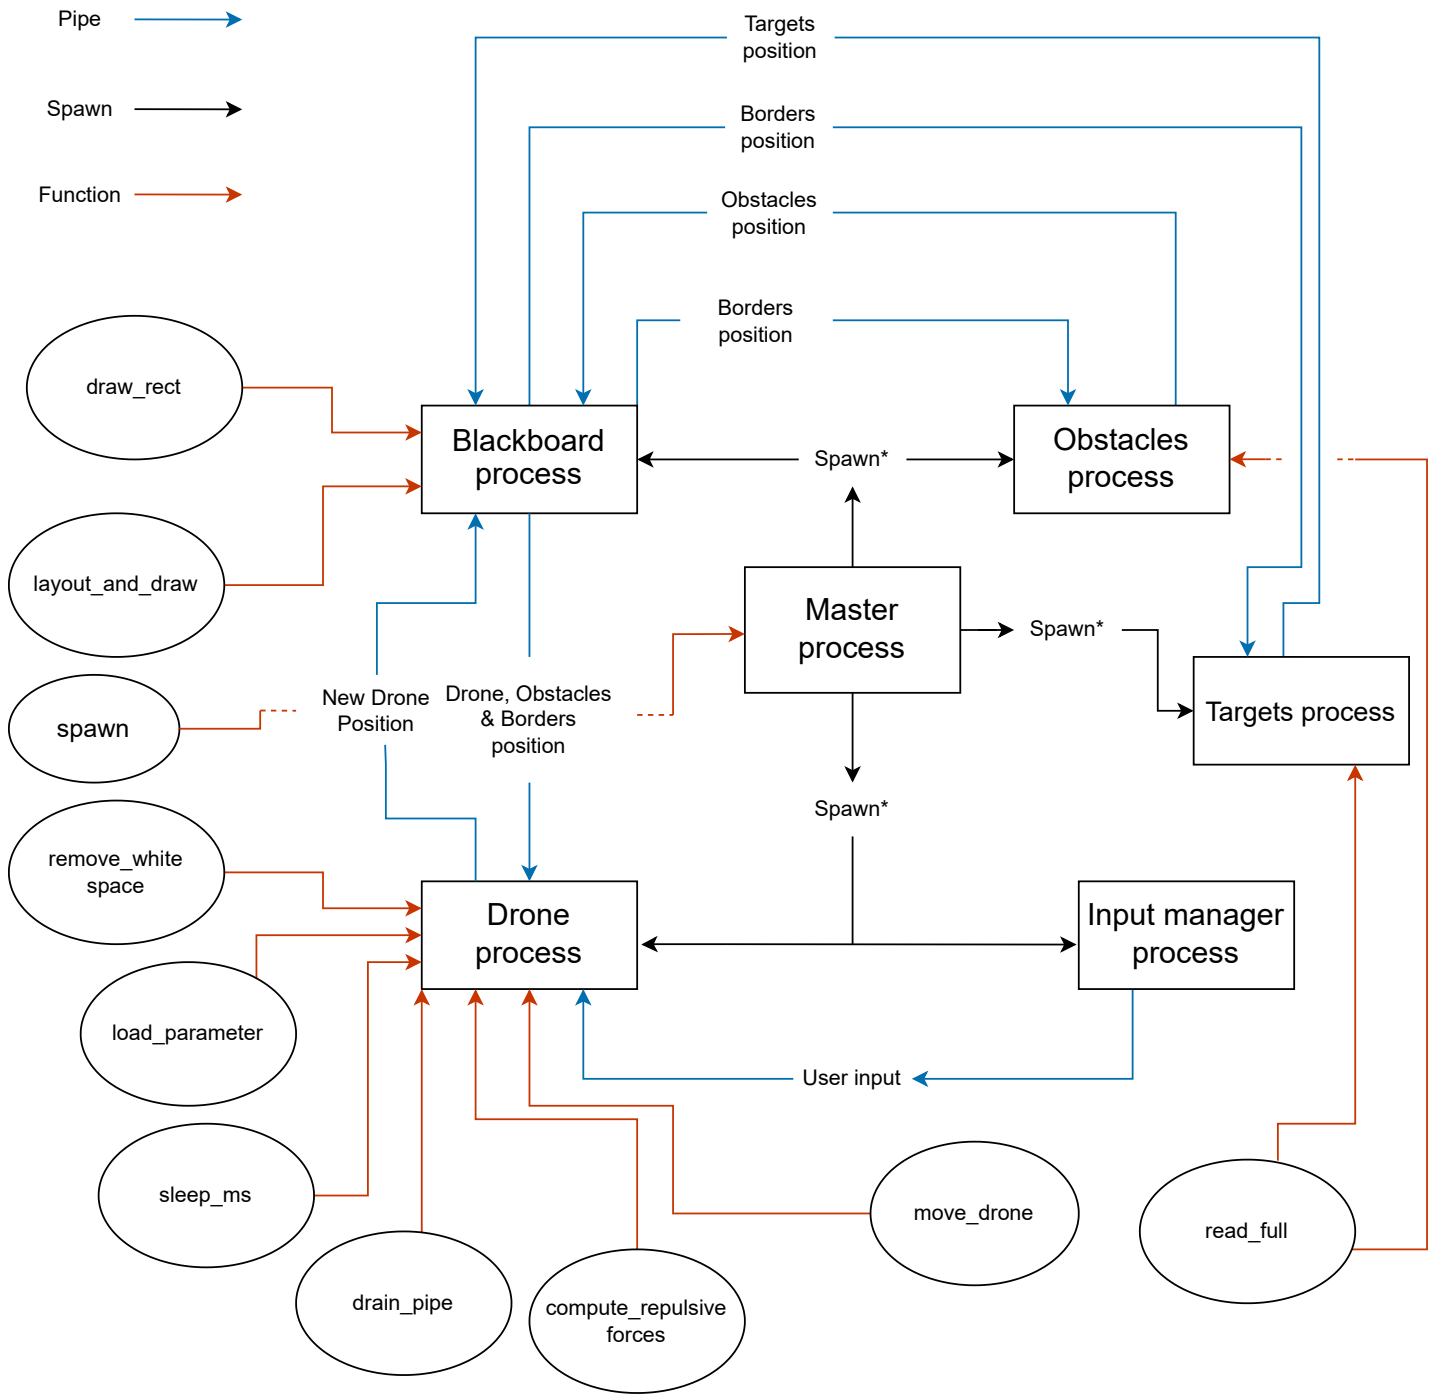 Pipe
Spawn
Function
Targets
position
Borders
position
Obstacles
position
Borders
position
draw_rect
Blackboard
process
Spawn*
Obstacles
process
layout_and_draw
Master
process
Spawn*
New Drone
Position
Drone, Obstacles
& Borders
position
spawn
Targets process
Spawn*
remove_white
space
Drone
process
Input manager
process
load_parameter
User input
sleep_ms
move_drone
read_full
drain_pipe
compute_repulsive
forces